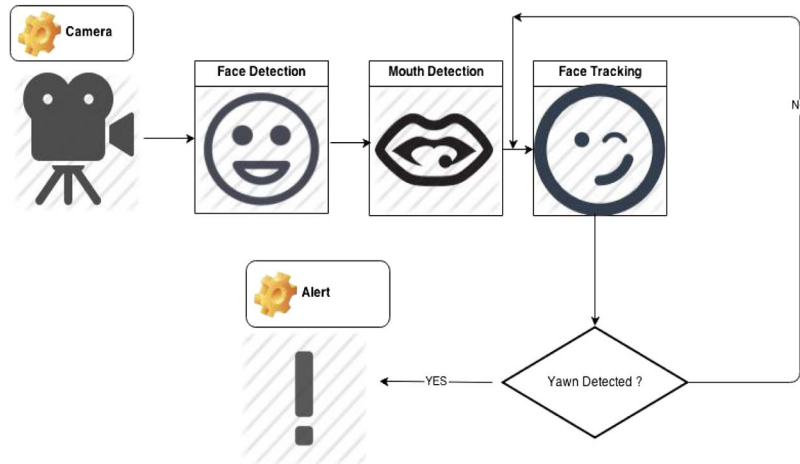 Camera
Face Detection
Mouth Detection
Face Tracking
N
Alert
YES
Yawn Detected ?